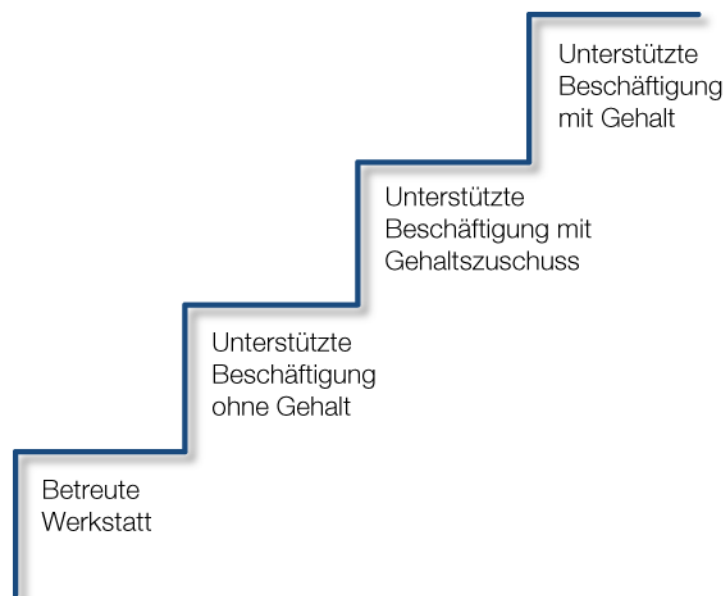 Unterstützte
Beschäftigung
mit Gehalt
Unterstützte
Beschäftigung mit
Gehaltszuschuss
Unterstützte
Beschäftigung
ohne Gehalt
Betreute
Werkstatt